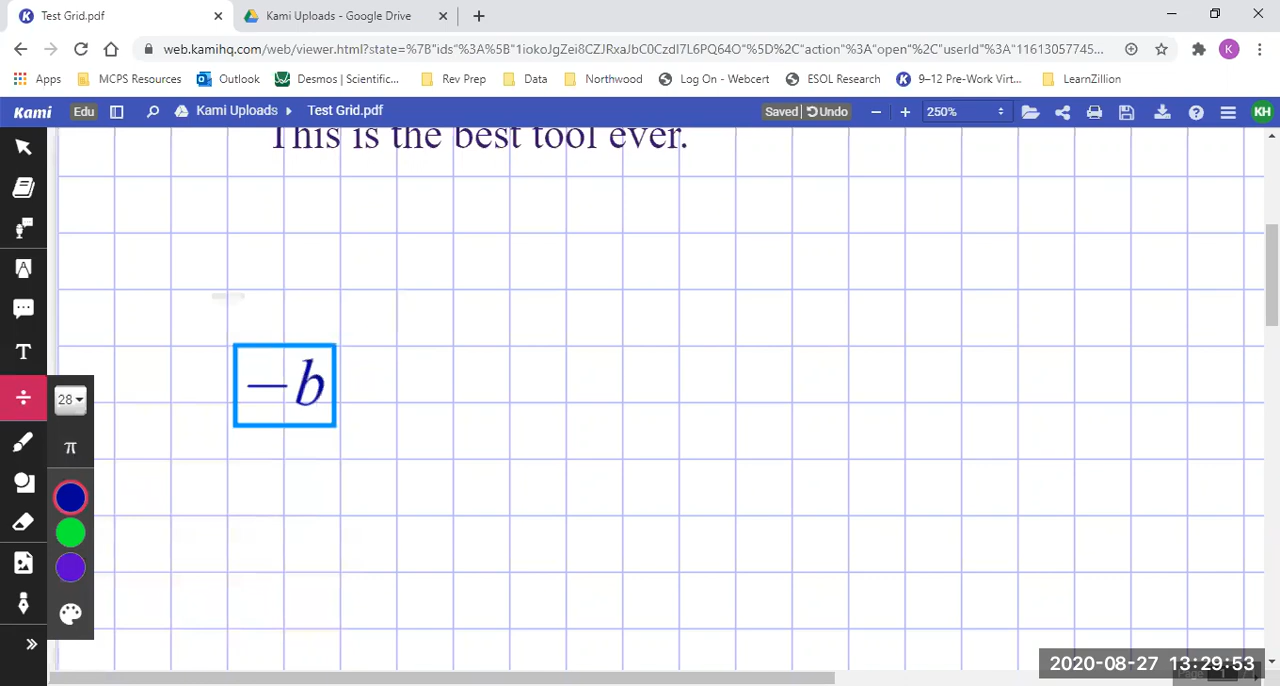 Test Grid.pdf
Kami Uploads - Google Drive
web.kamihq.com/web/viewer.html?state=%7B"ids"%3A%5B"1iokoJgZei8CZJRxaJbC0CzdI7L6PQ64O"%5D%2C"action"%3A"open"%2C"userId"%3A"11613057745...
K
Apps MCPS Resources Outlook Desmos | Scientific... Rev Prep Data Northwood Log On - Webcert ESOL Research 9–12 Pre-Work Virt... LearnZillion
Kami Edu Kami Uploads Test Grid.pdf Saved Undo 250% KH
This is the best tool ever.
−b
T
28
π
2020-08-27 13:29:53